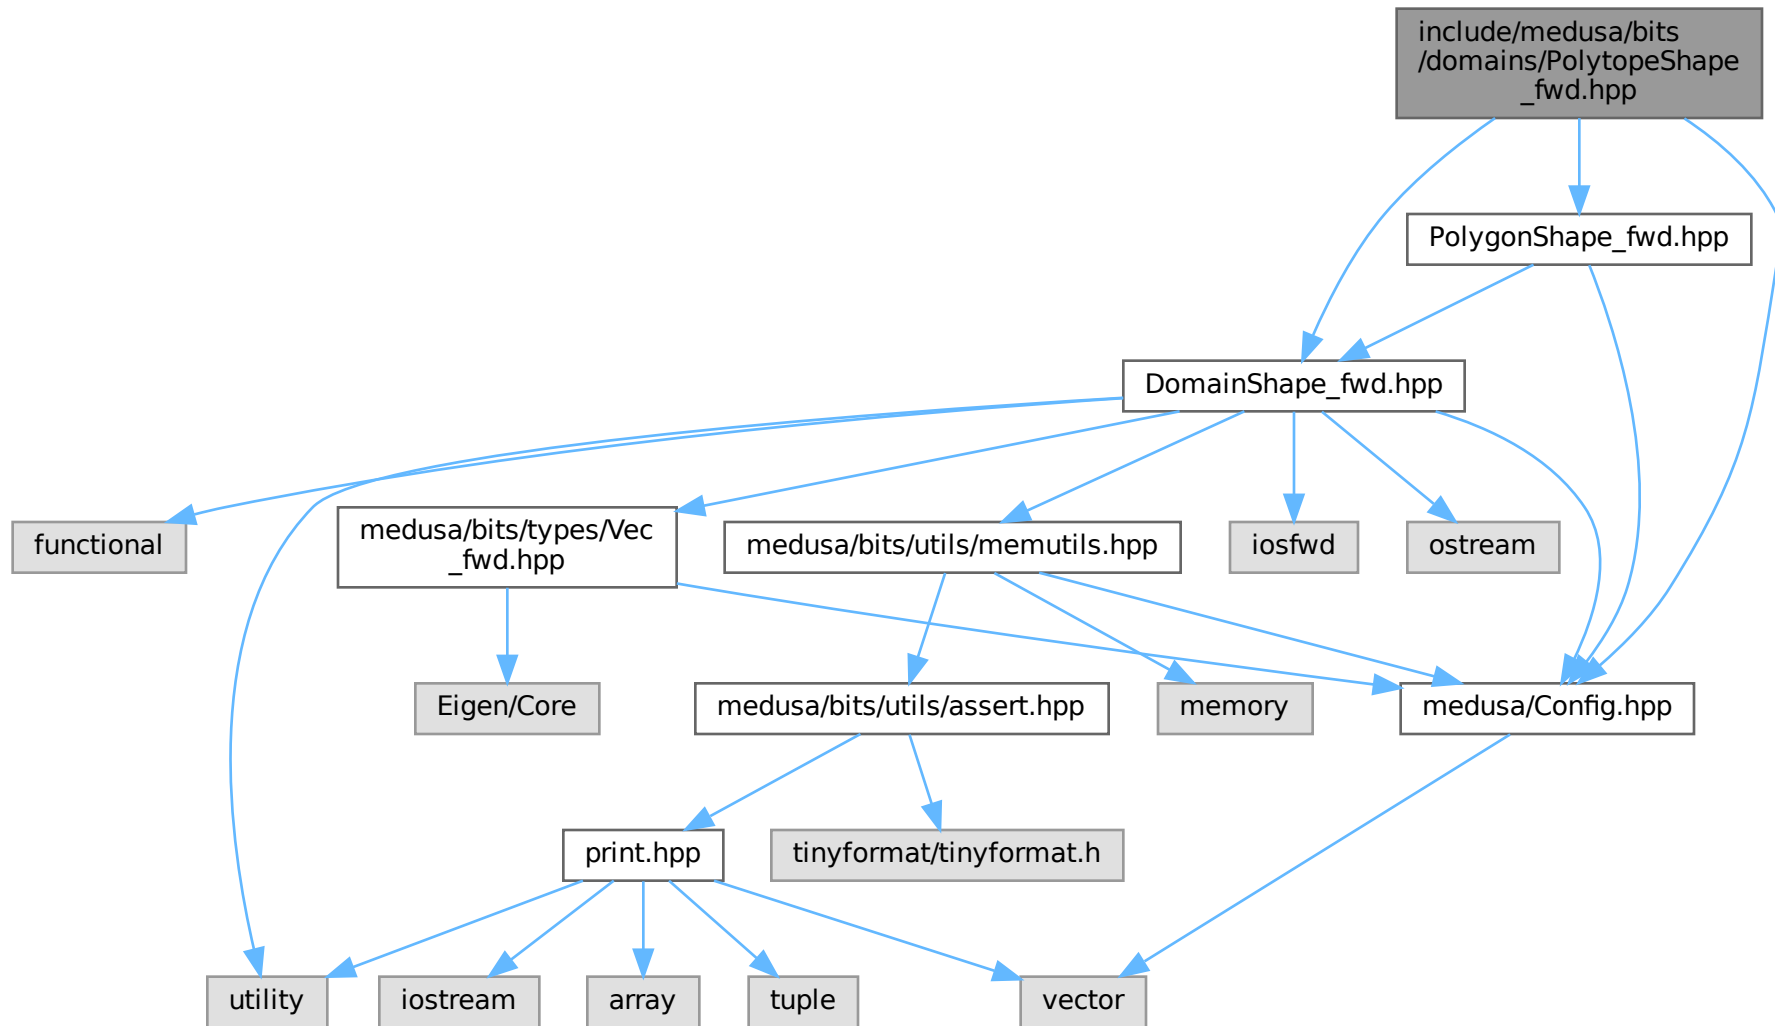 include/medusa/bits
/domains/PolytopeShape
_fwd.hpp
PolygonShape_fwd.hpp
DomainShape_fwd.hpp
functional
medusa/bits/types/Vec
_fwd.hpp
medusa/bits/utils/memutils.hpp
iosfwd
ostream
Eigen/Core
medusa/bits/utils/assert.hpp
memory
medusa/Config.hpp
print.hpp
tinyformat/tinyformat.h
utility
iostream
array
tuple
vector